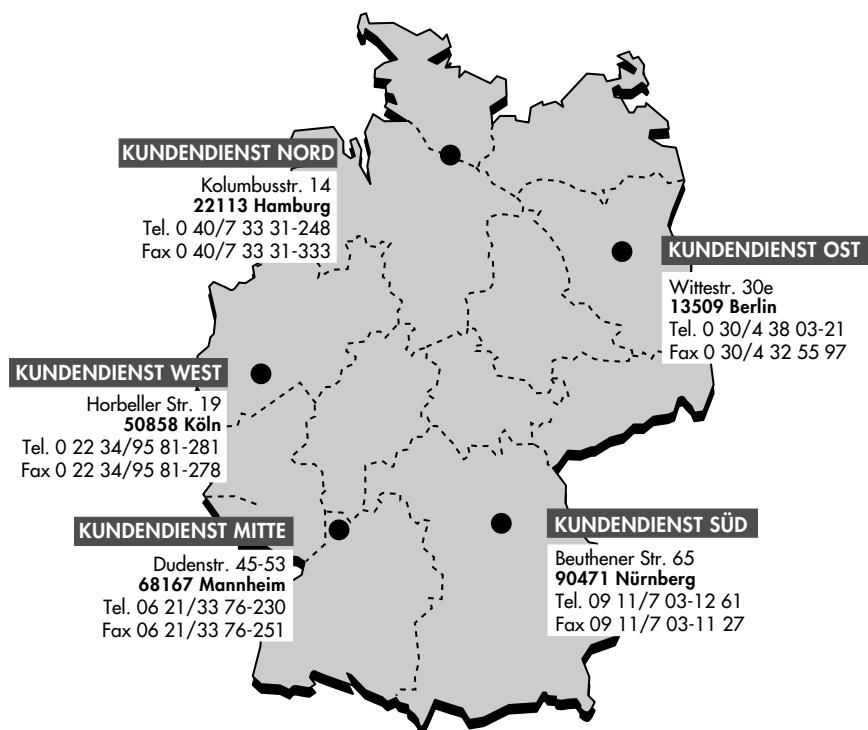 KUNDENDIENST NORD
Kolumbusstr. 14
22113 Hamburg
Tel. 0 40/7 33 31-248
Fax 0 40/7 33 31-333
KUNDENDIENST OST
Wittestr. 30e
13509 Berlin
Tel. 0 30/4 38 03-21
Fax 0 30/4 32 55 97
KUNDENDIENST WEST
Horbeller Str. 19
50858 Köln
Tel. 0 22 34/95 81-281
Fax 0 22 34/95 81-278
KUNDENDIENST MITTE
Dudenstr. 45-53
68167 Mannheim
Tel. 06 21/33 76-230
Fax 06 21/33 76-251
KUNDENDIENST SÜD
Beuthener Str. 65
90471 Nürnberg
Tel. 09 11/7 03-12 61
Fax 09 11/7 03-11 27